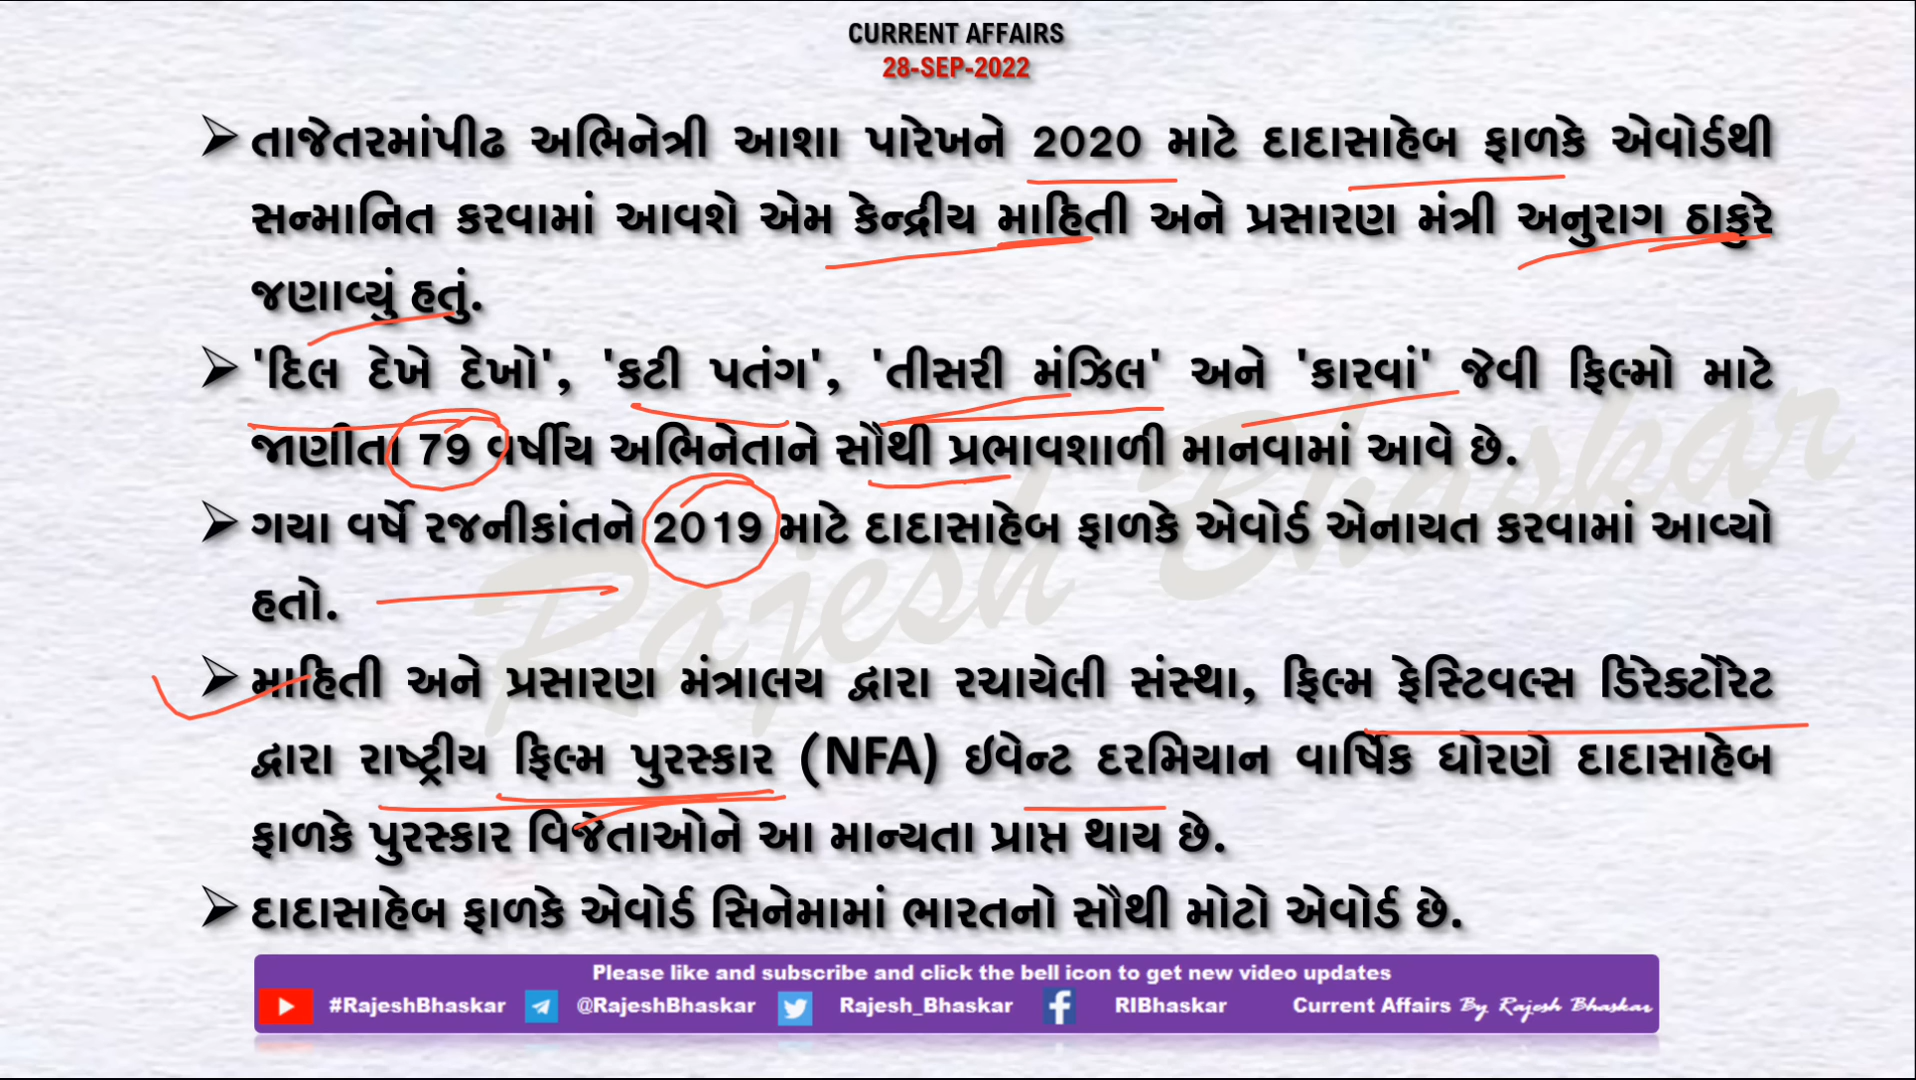 CURRENT AFFAIRS
28-SEP-2022
તાજેતરમાંપીઢ અભિનેત્રી આશા પારેખને 2020 માટે દાદાસાહેબ ફાળકે એવોર્ડથી
સન્માનિત કરવામાં આવશે એમ કેન્દ્રીય માહિતી અને પ્રસારણ મંત્રી અનુરાગ ઠાકુરે
જણાવ્યું હતું.
'દિલ દેખે દેખો', 'કટી પતંગ', 'તીસરી મંઝિલ' અને 'કારવાં' જેવી ફિલ્મો માટે
જાણીતા 79 વર્ષીય અભિનેતાને સૌથી પ્રભાવશાળી માનવામાં આવે છે.
ગયા વર્ષે રજનીકાંતને 2019 માટે દાદાસાહેબ ફાળકે એવોર્ડ એનાયત કરવામાં આવ્યો
હતો.
માહિતી અને પ્રસારણ મંત્રાલય દ્વારા રચાયેલી સંસ્થા, ફિલ્મ ફેસ્ટિવલ્સ ડિરેક્ટોરેટ
દ્વારા રાષ્ટ્રીય ફિલ્મ પુરસ્કાર (NFA) ઈવેન્ટ દરમિયાન વાર્ષિક ધોરણે દાદાસાહેબ
ફાળકે પુરસ્કાર વિજેતાઓને આ માન્યતા પ્રાપ્ત થાય છે.
દાદાસાહેબ ફાળકે એવોર્ડ સિનેમામાં ભારતનો સૌથી મોટો એવોર્ડ છે.
Rajesh Bhaskar
Please like and subscribe and click the bell icon to get new video updates
#RajeshBhaskar @RajeshBhaskar Rajesh_Bhaskar RIBhaskar Current Affairs By Rajesh Bhaskar